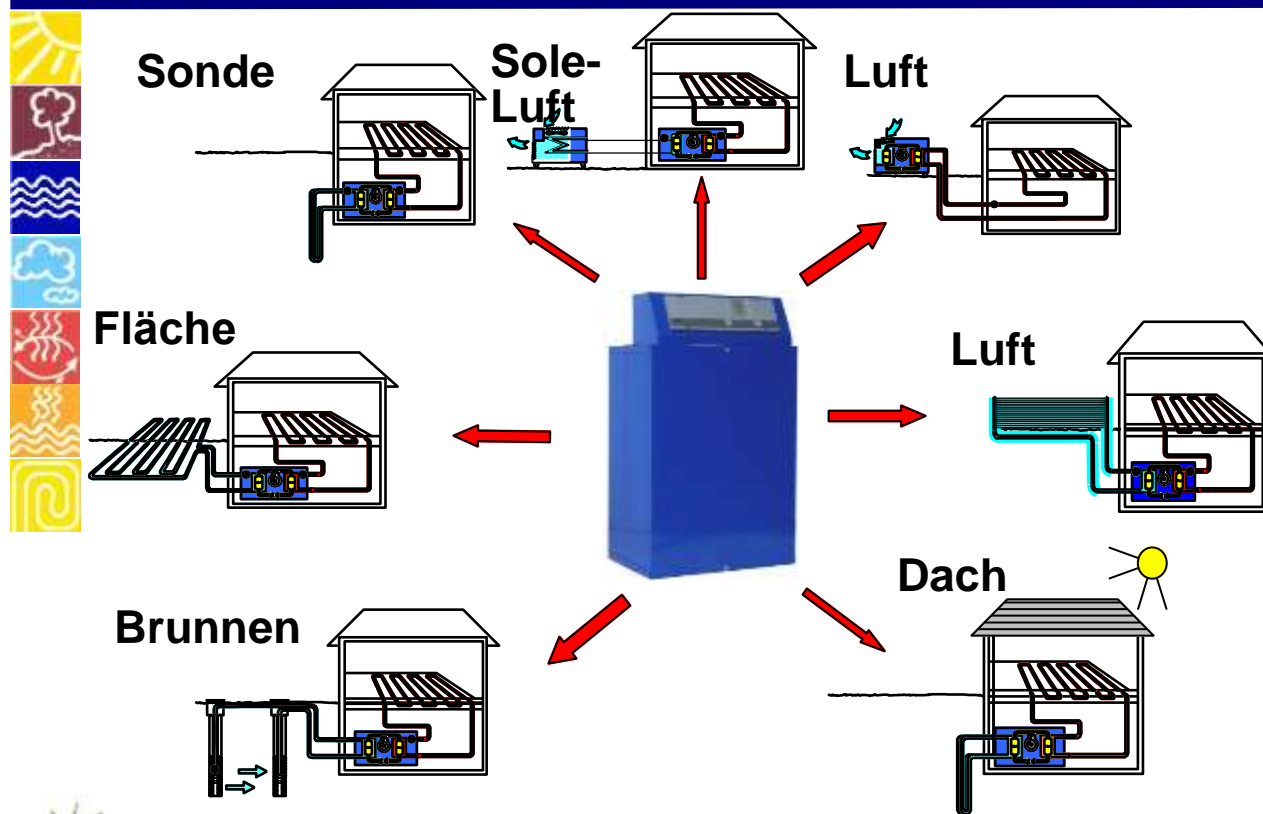 Sonde
Sole-
Luft
Luft
Fläche
Luft
Dach
Brunnen